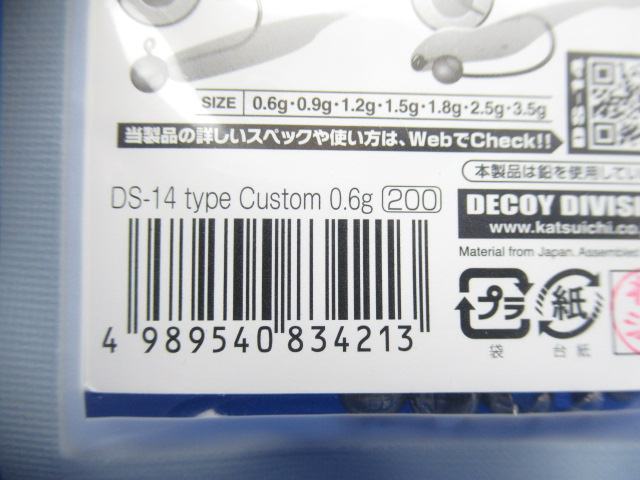 SIZE 0.6g・0.9g・1.2g・1.5g・1.8g・2.5g・3.5g
当製品の詳しいスペックや使い方は、WebでCheck!!
本製品は鉛を使用してい
DS-14 type Custom 0.6g 200
DECOY DIVIS
www.katsuichi.co.
Material from Japan. Assembled
プラ
袋
紙
台紙
4 989540 834213